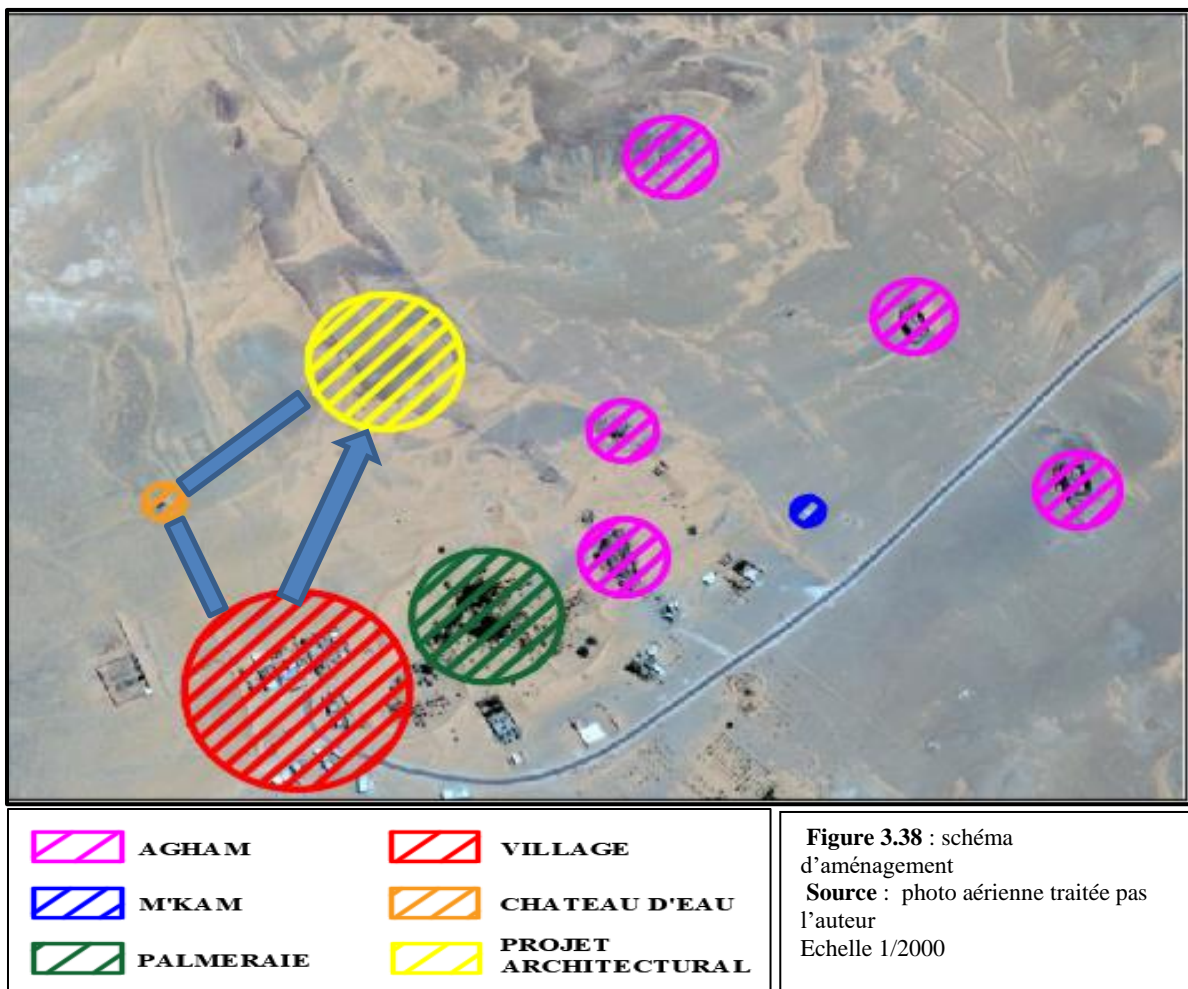 AGHAM
VILLAGE
M'KAM
CHATEAU D'EAU
PALMERAIE
PROJET
ARCHITECTURAL
Figure 3.38 : schéma
d'aménagement
Source : photo aérienne traitée pas
l'auteur
Echelle 1/2000